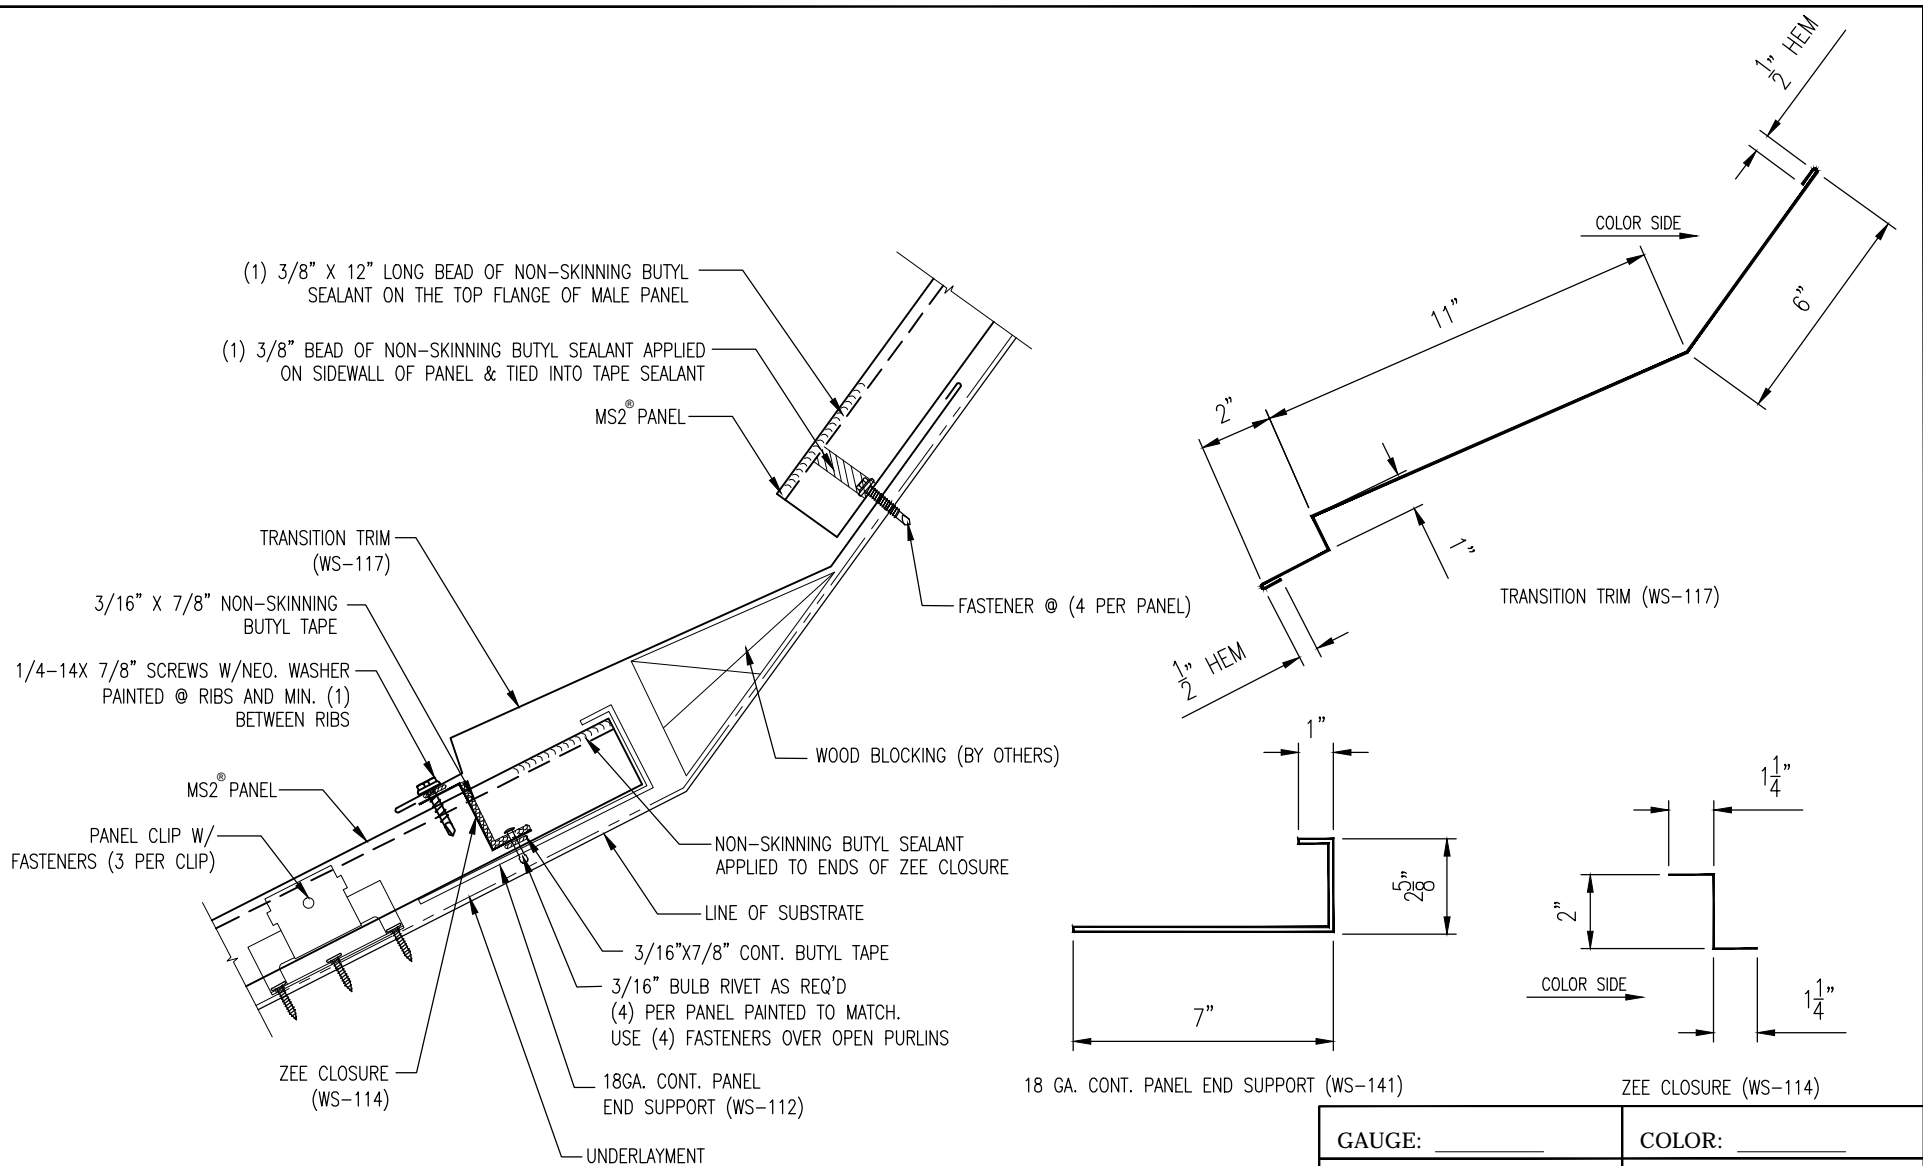 (1) 3/8" X 12" LONG BEAD OF NON-SKINNING BUTYL
SEALANT ON THE TOP FLANGE OF MALE PANEL
(1) 3/8" BEAD OF NON-SKINNING BUTYL SEALANT APPLIED
ON SIDEWALL OF PANEL & TIED INTO TAPE SEALANT
MS2® PANEL
TRANSITION TRIM
(WS-117)
3/16" X 7/8" NON-SKINNING
BUTYL TAPE
1/4-14X 7/8" SCREWS W/NEO. WASHER
PAINTED @ RIBS AND MIN. (1)
BETWEEN RIBS
MS2® PANEL
PANEL CLIP W/
FASTENERS (3 PER CLIP)
ZEE CLOSURE
(WS-114)
FASTENER @ (4 PER PANEL)
WOOD BLOCKING (BY OTHERS)
NON-SKINNING BUTYL SEALANT
APPLIED TO ENDS OF ZEE CLOSURE
LINE OF SUBSTRATE
3/16"X7/8" CONT. BUTYL TAPE
3/16" BULB RIVET AS REQ'D
(4) PER PANEL PAINTED TO MATCH.
USE (4) FASTENERS OVER OPEN PURLINS
18GA. CONT. PANEL
END SUPPORT (WS-112)
UNDERLAYMENT
1/2" HEM
COLOR SIDE
11"
6"
2"
1"
1/2" HEM
TRANSITION TRIM (WS-117)
1"
2 5/8"
7"
18 GA. CONT. PANEL END SUPPORT (WS-141)
1 1/4"
2"
COLOR SIDE
1 1/4"
ZEE CLOSURE (WS-114)
GAUGE: ________
COLOR: ________